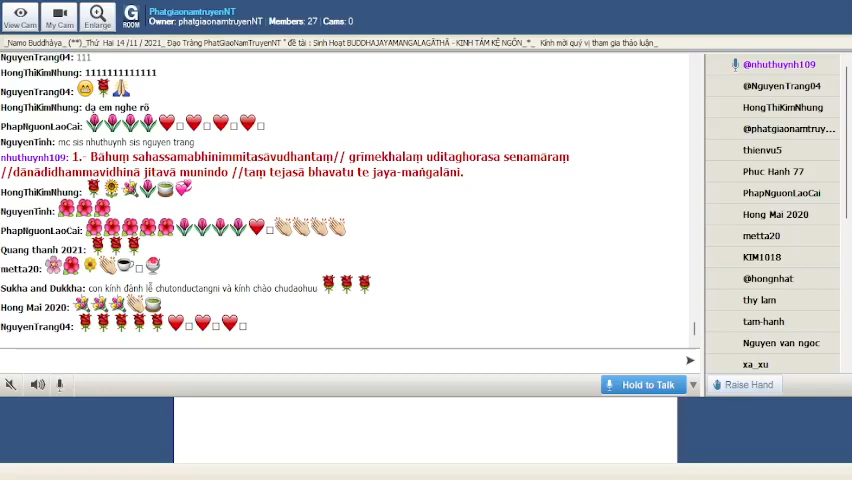 PhatgiaonamtruyenNT
Owner: phatgiaonamtruyenNT | Members: 27 | Cams: 0
View Cam
My Cam
Enlarge
G
ROOM
_Namo Buddhãya_ (**)_Thứ Hai 14 /11 / 2021_ Đạo Tràng PhatGiaoNamTruyenNT " đề tài : Sinh Hoạt BUDDHAJAYAMANGALAGĀTHĀ - KINH TÁM KỆ NGÔN_*_ Kính mời quý vị tham gia thảo luận_
NguyenTrang04: 111
HongThiKimNhung: 1111111111111
NguyenTrang04:
HongThiKimNhung: dạ em nghe rõ
PhapNguonLaoCai:
NguyenTinh: mc sis nhuthuynh sis nguyen trang
nhuthuynh109: 1.- Bāhuṃ sahassamabhinimmitasāvudhantaṃ// grīmekhalaṃ uditaghorasa senamāraṃ
//dānādidhammavidhinā jitavā munindo //taṃ tejasā bhavatu te jaya-maṅgalāni.
HongThiKimNhung:
NguyenTinh:
PhapNguonLaoCai:
Quang thanh 2021:
metta20:
Sukha and Dukkha: con kính đảnh lễ chutonductangni và kính chào chudaohuu
Hong Mai 2020:
NguyenTrang04:
Hold to Talk
@nhuthuynh109
@NguyenTrang04
HongThiKimNhung
@phatgiaonamtruy...
thienvu5
Phuc Hanh 77
PhapNguonLaoCai
Hong Mai 2020
metta20
KIM1018
@hongnhat
thy lam
tam-hanh
Nguyen van ngoc
xa_xu
Raise Hand